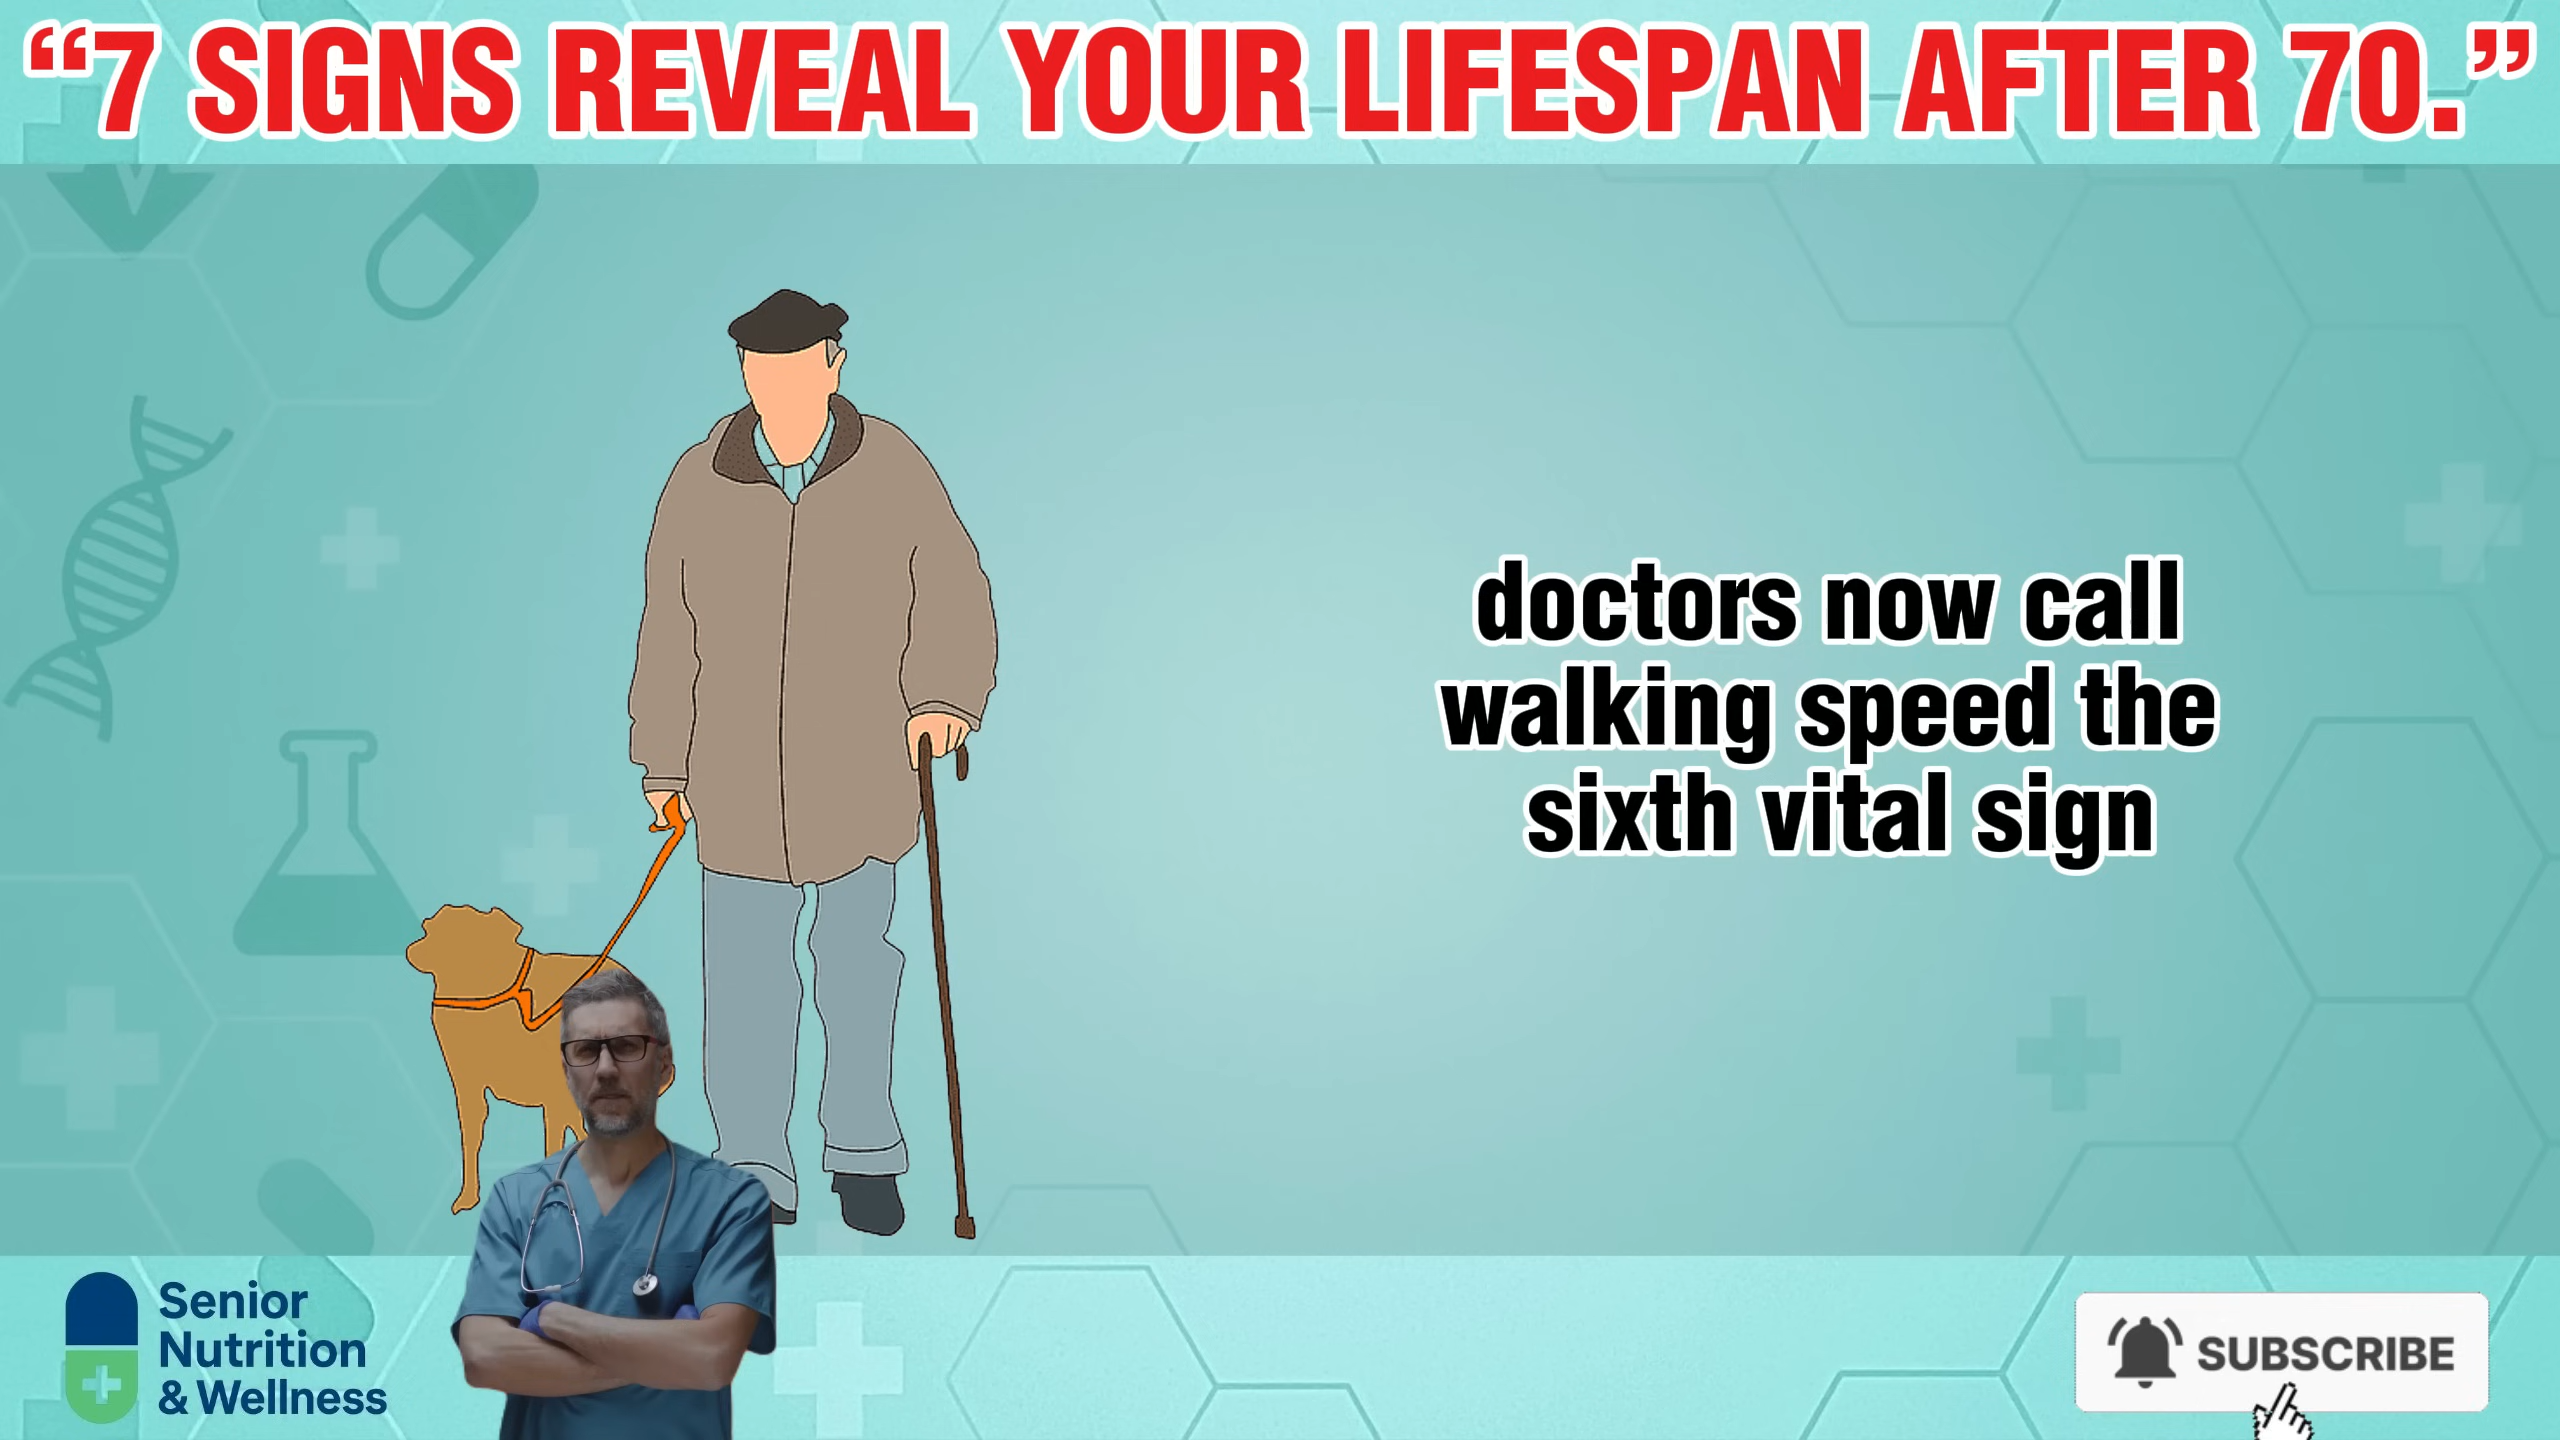 “7 SIGNS REVEAL YOUR LIFESPAN AFTER 70.”
doctors now call
walking speed the
sixth vital sign
Senior
Nutrition
& Wellness
SUBSCRIBE